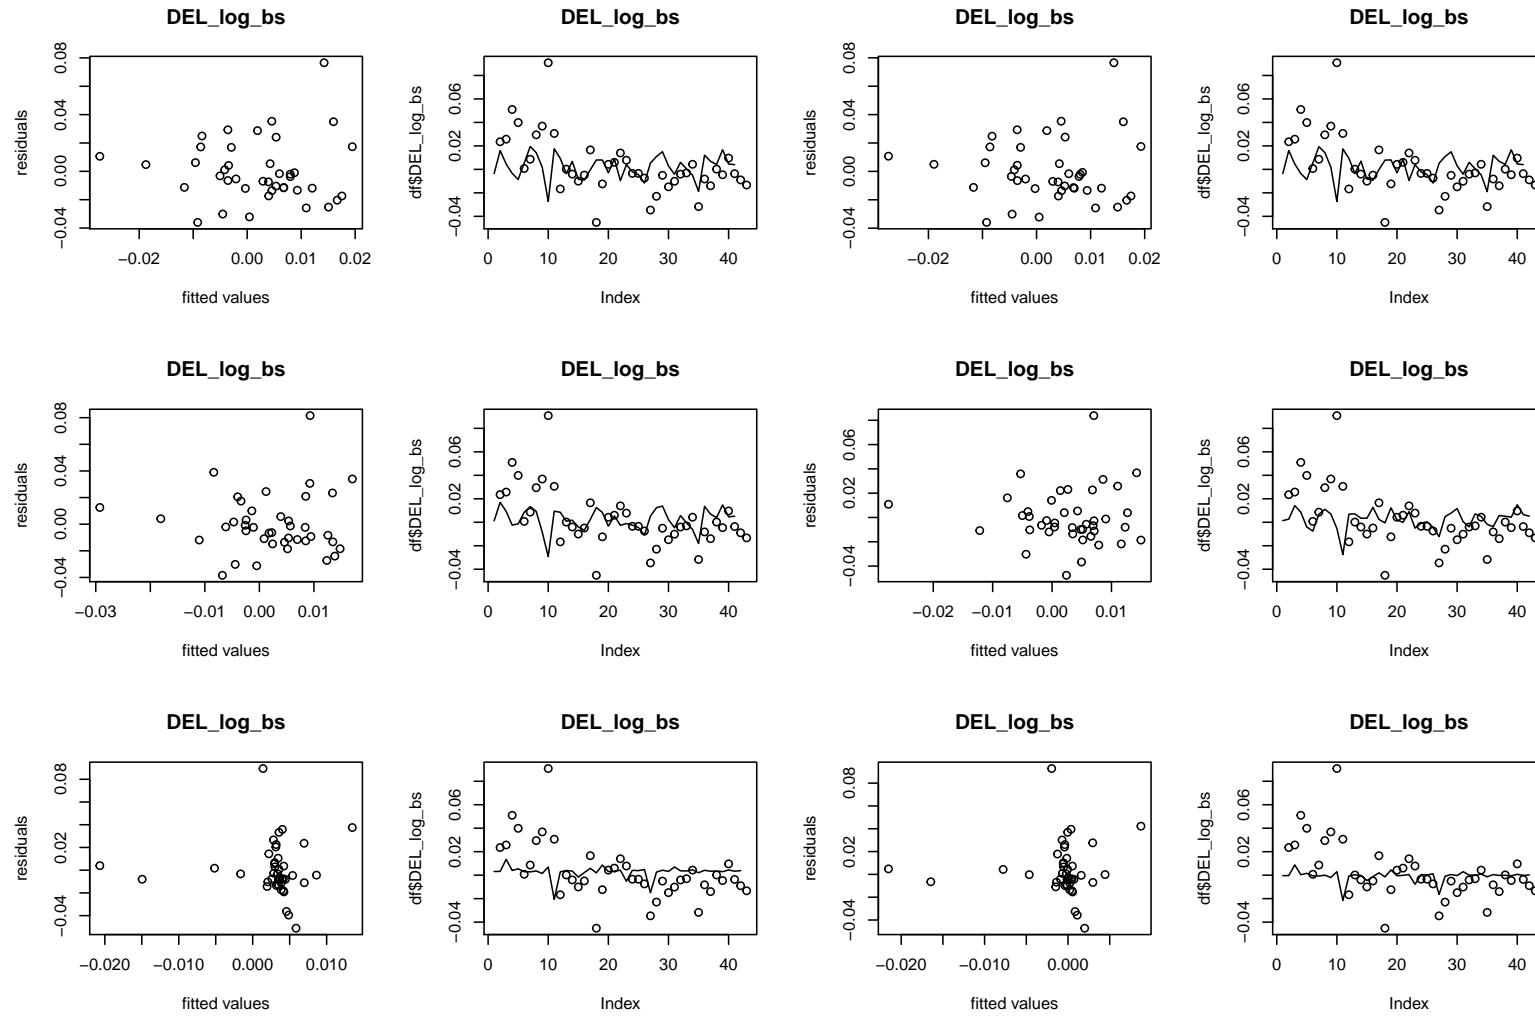 DEL_log_bs
residuals
−0.04 0.00 0.04 0.08
−0.02 0.00 0.01 0.02
fitted values
DEL_log_bs
df$DEL_log_bs
−0.04 0.02 0.06
0 10 20 30 40
Index
DEL_log_bs
residuals
−0.04 0.00 0.04 0.08
−0.02 0.00 0.01 0.02
fitted values
DEL_log_bs
df$DEL_log_bs
−0.04 0.02 0.06
0 10 20 30 40
Index
DEL_log_bs
residuals
−0.04 0.00 0.04 0.08
−0.03 −0.01 0.00 0.01
fitted values
DEL_log_bs
df$DEL_log_bs
−0.04 0.02 0.06
0 10 20 30 40
Index
DEL_log_bs
residuals
−0.04 0.02 0.06
−0.02 −0.01 0.00 0.01
fitted values
DEL_log_bs
df$DEL_log_bs
−0.04 0.02 0.06
0 10 20 30 40
Index
DEL_log_bs
residuals
−0.04 0.02 0.08
−0.020 −0.010 0.000 0.010
fitted values
DEL_log_bs
df$DEL_log_bs
−0.04 0.02 0.06
0 10 20 30 40
Index
DEL_log_bs
residuals
−0.04 0.02 0.08
−0.020 −0.010 0.000
fitted values
DEL_log_bs
df$DEL_log_bs
−0.04 0.02 0.06
0 10 20 30 40
Index